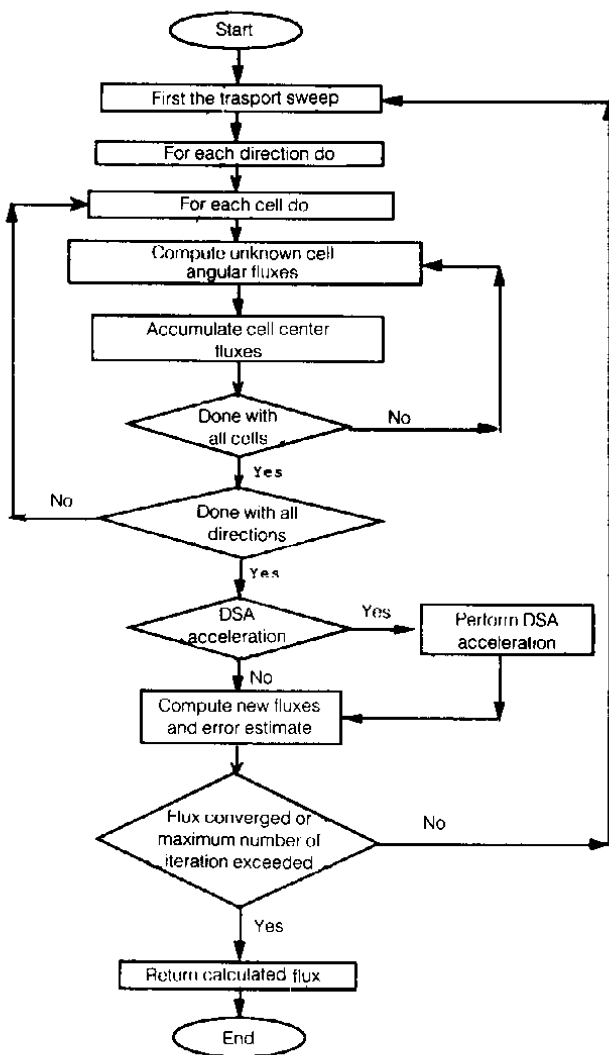 Start
First the trasport sweep
For each direction do
For each cell do
Compute unknown cell
angular fluxes
Accumulate cell center
fluxes
Done with
all cells
No
Yes
Done with all
directions
No
Yes
DSA
acceleration
Yes
Perform DSA
acceleration
No
Compute new fluxes
and error estimate
Flux converged or
maximum number of
iteration exceeded
No
Yes
Return calculated flux
End